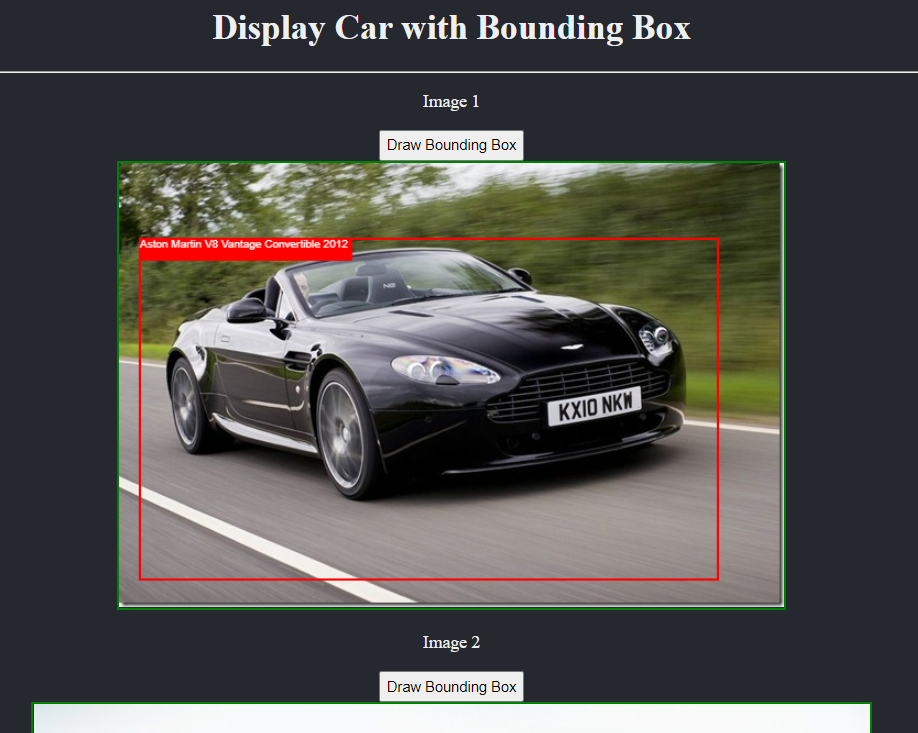 Display Car with Bounding Box
Image 1
Draw Bounding Box
Aston Martin V8 Vantage Convertible 2012
KX10 NKW
Image 2
Draw Bounding Box